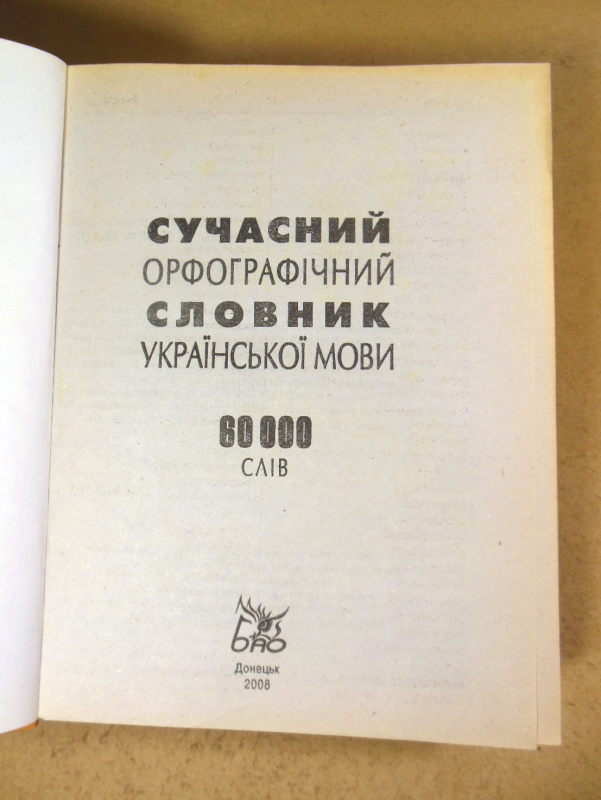 СУЧАСНИЙ
ОРФОГРАФІЧНИЙ
СЛОВНИК
УКРАЇНСЬКОЇ МОВИ
60 000
СЛІВ
БАО
Донецьк
2008